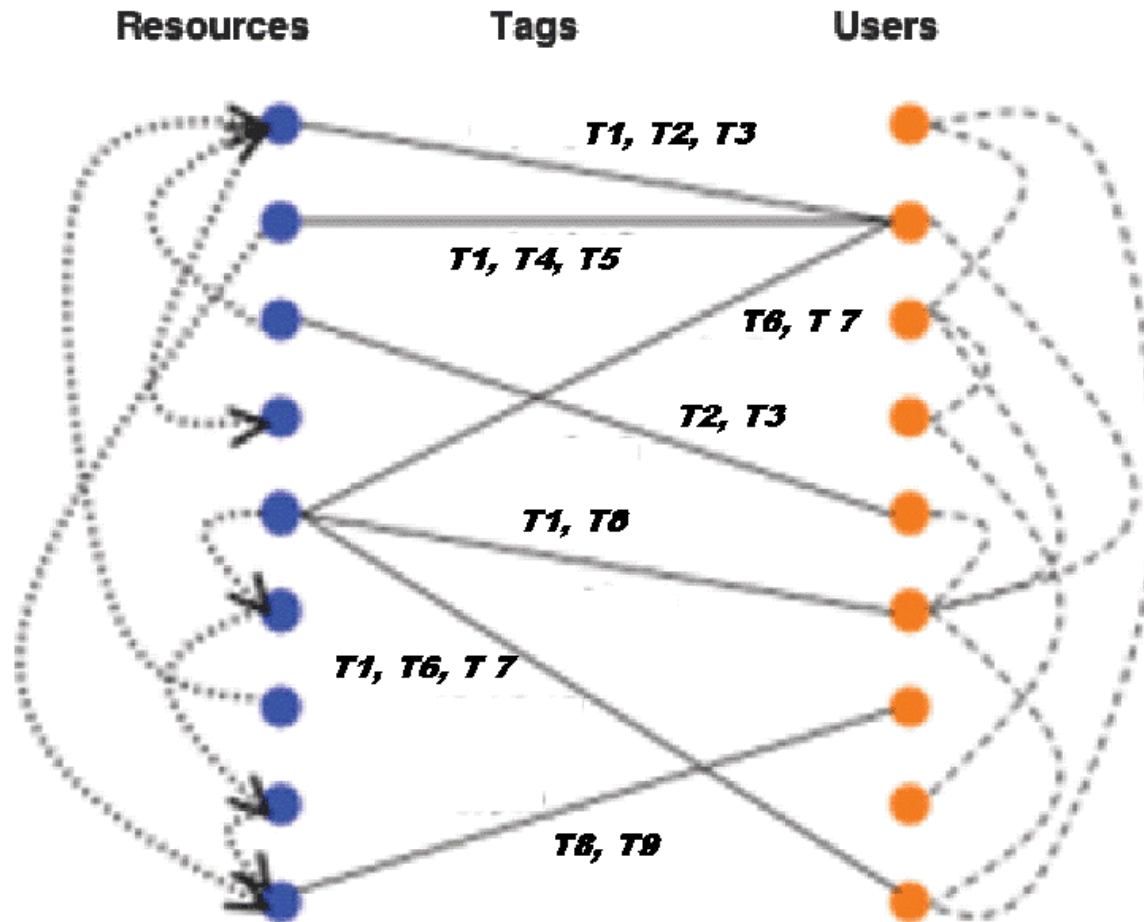 Resources Tags Users
T1, T2, T3
T1, T4, T5
T6, T 7
T2, T3
T1, T8
T1, T6, T 7
T8, T9